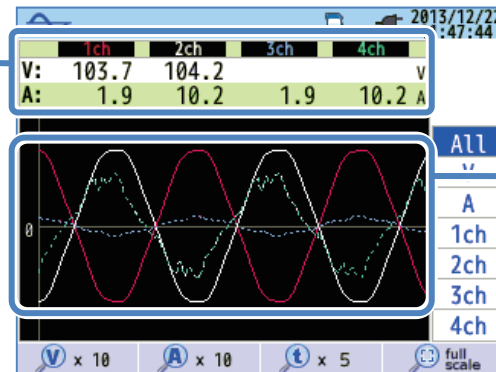 2013/12/22
:47:44
1ch 2ch 3ch 4ch
V: 103.7 104.2 V
A: 1.9 10.2 1.9 10.2 A
All
0
A
1ch
2ch
3ch
4ch
V x 10 A x 10 t x 5 full
scale